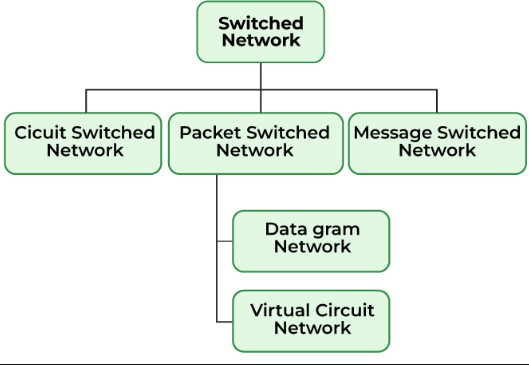 Switched
Network
Cicuit Switched
Network
Packet Switched
Network
Message Switched
Network
Data gram
Network
Virtual Circuit
Network